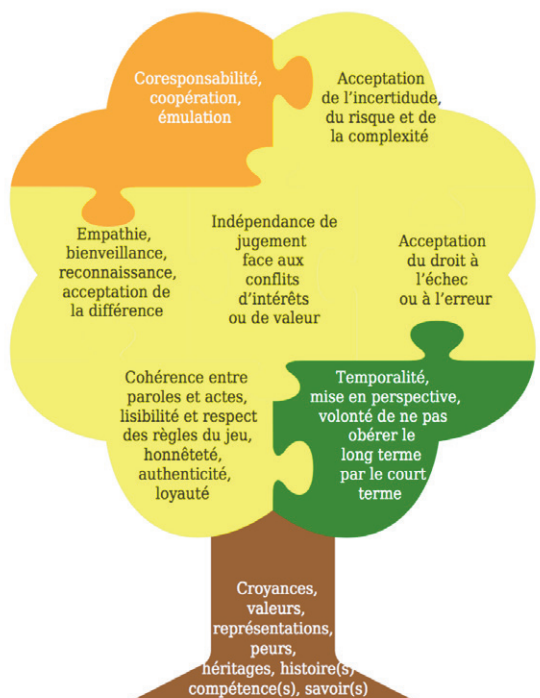 Coresponsabilité,
coopération,
émulation
Acceptation
de l’incertidude,
du risque et de
la complexité
Empathie,
bienveillance,
reconnaissance,
acceptation de
la différence
Indépendance de
jugement
face aux
conflits
d’intérêts
ou de valeur
Acceptation
du droit à
l’échec
ou à l’erreur
Cohérence entre
paroles et actes,
lisibilité et respect
des règles du jeu,
honnêteté,
authenticité,
loyauté
Temporalité,
mise en perspective,
volonté de ne pas
obérer le
long terme
par le court
terme
Croyances,
valeurs,
représentations,
peurs,
héritages, histoire(s)
compétence(s), savoir(s)